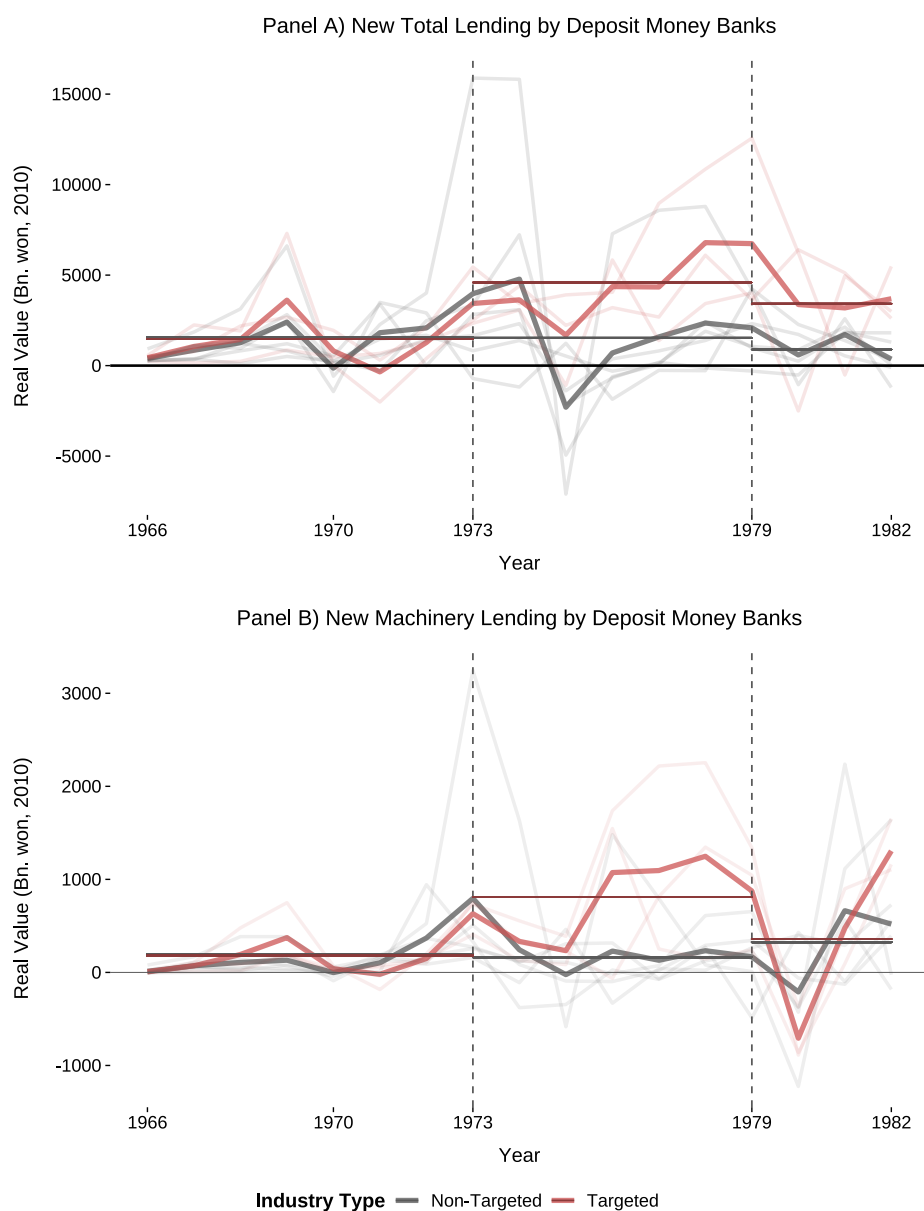 Panel A) New Total Lending by Deposit Money Banks
Real Value (Bn. won, 2010)
15000
10000
5000
0
-5000
1966 1970 1973 1979 1982
Year
Panel B) New Machinery Lending by Deposit Money Banks
Real Value (Bn. won, 2010)
3000
2000
1000
0
-1000
1966 1970 1973 1979 1982
Year
Industry Type Non-Targeted Targeted